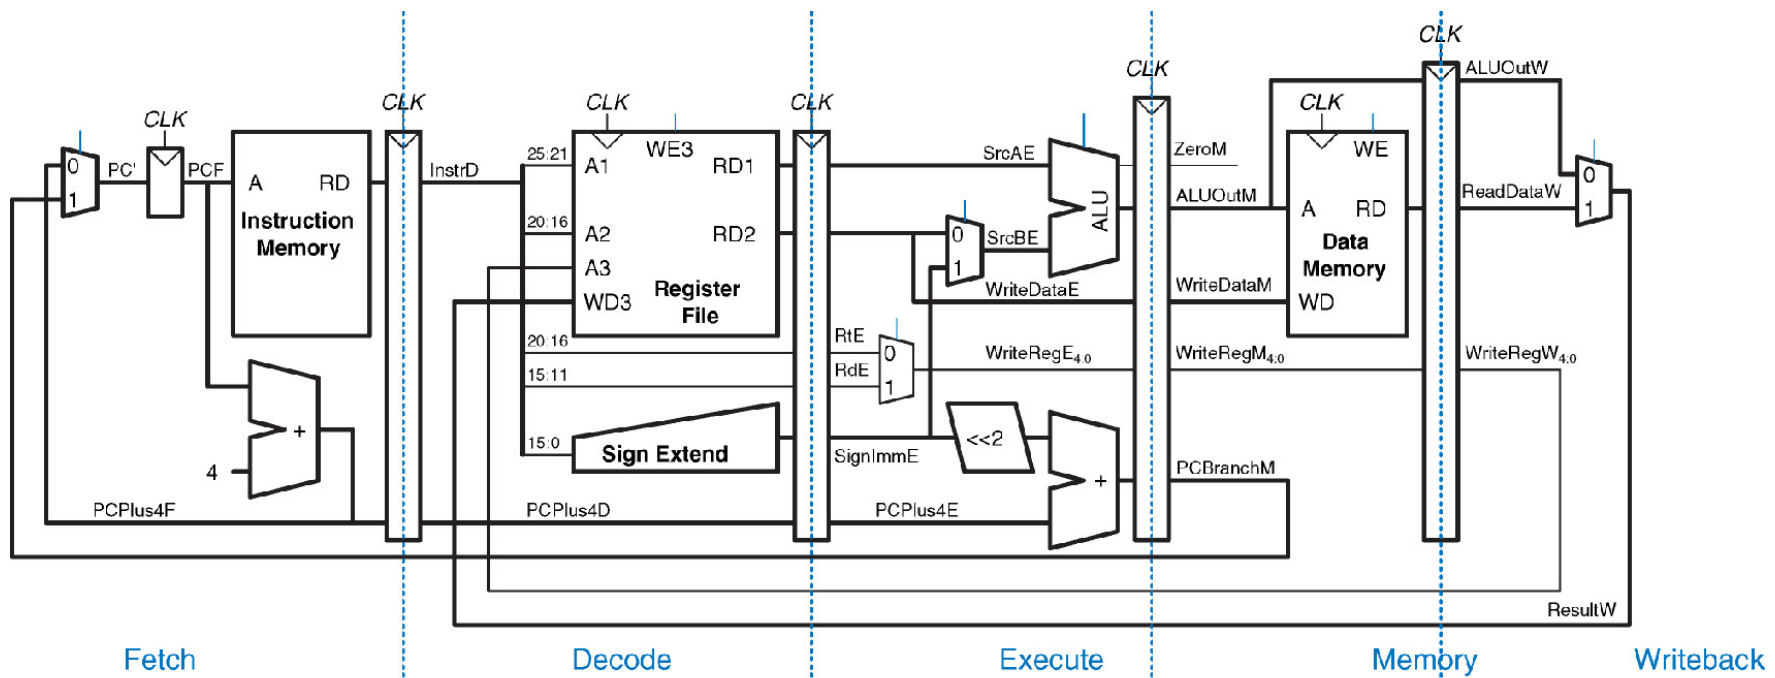 CLK
ALUOutW
CLK
CLK
CLK
CLK
CLK
CLK
0
1
PC'
PCF
A
RD
Instruction
Memory
InstrD
25:21
A1
WE3
RD1
20:16
A2
RD2
A3
WD3
Register
File
SrcAE
0
1
SrcBE
ALU
ZeroM
ALUOutM
WE
A
RD
Data
Memory
WD
ReadDataW
0
1
WriteDataE
WriteDataM
20:16
RtE
0
15:11
RdE
1
WriteRegE4:0
WriteRegM4:0
WriteRegW4:0
+
4
15:0
Sign Extend
SignImmE
<<2
+
PCBranchM
PCPlus4F
PCPlus4D
PCPlus4E
ResultW
Fetch
Decode
Execute
Memory
Writeback